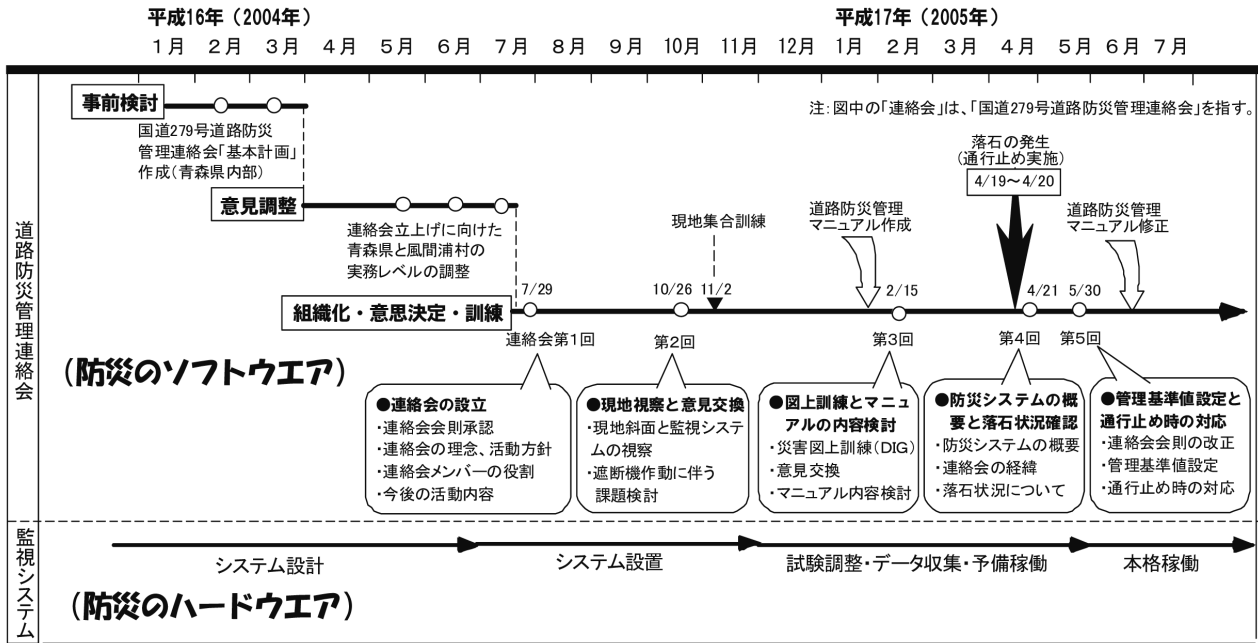 平成16年（2004年）
平成17年（2005年）
1月 2月 3月 4月 5月 6月 7月 8月 9月 10月 11月 12月 1月 2月 3月 4月 5月 6月 7月
道路防災管理連絡会
事前検討
国道279号道路防災
管理連絡会「基本計画」
作成(青森県内部)
注：図中の「連絡会」は、「国道279号道路防災管理連絡会」を指す。
意見調整
連絡会立上げに向けた
青森県と風間浦村の
実務レベルの調整
現地集合訓練
道路防災管理
マニュアル作成
落石の発生
(通行止め実施)
4/19～4/20
道路防災管理
マニュアル修正
組織化・意思決定・訓練
7/29
10/26
11/2
2/15
4/21
5/30
連絡会第1回
第2回
第3回
第4回
第5回
(防災のソフトウエア)
●連絡会の設立
・連絡会会則承認
・連絡会の理念、活動方針
・連絡会メンバーの役割
・今後の活動内容
●現地視察と意見交換
・現地斜面と監視システ
ムの視察
・遮断機作動に伴う
課題検討
●図上訓練とマニュ
アルの内容検討
・災害図上訓練(DIG)
・意見交換
・マニュアル内容検討
●防災システムの概
要と落石状況確認
・防災システムの概要
・連絡会の経緯
・落石状況について
●管理基準値設定と
通行止め時の対応
・連絡会会則の改正
・管理基準値設定
・通行止め時の対応
監視システム
システム設計
システム設置
試験調整・データ収集・予備稼働
本格稼働
(防災のハードウエア)